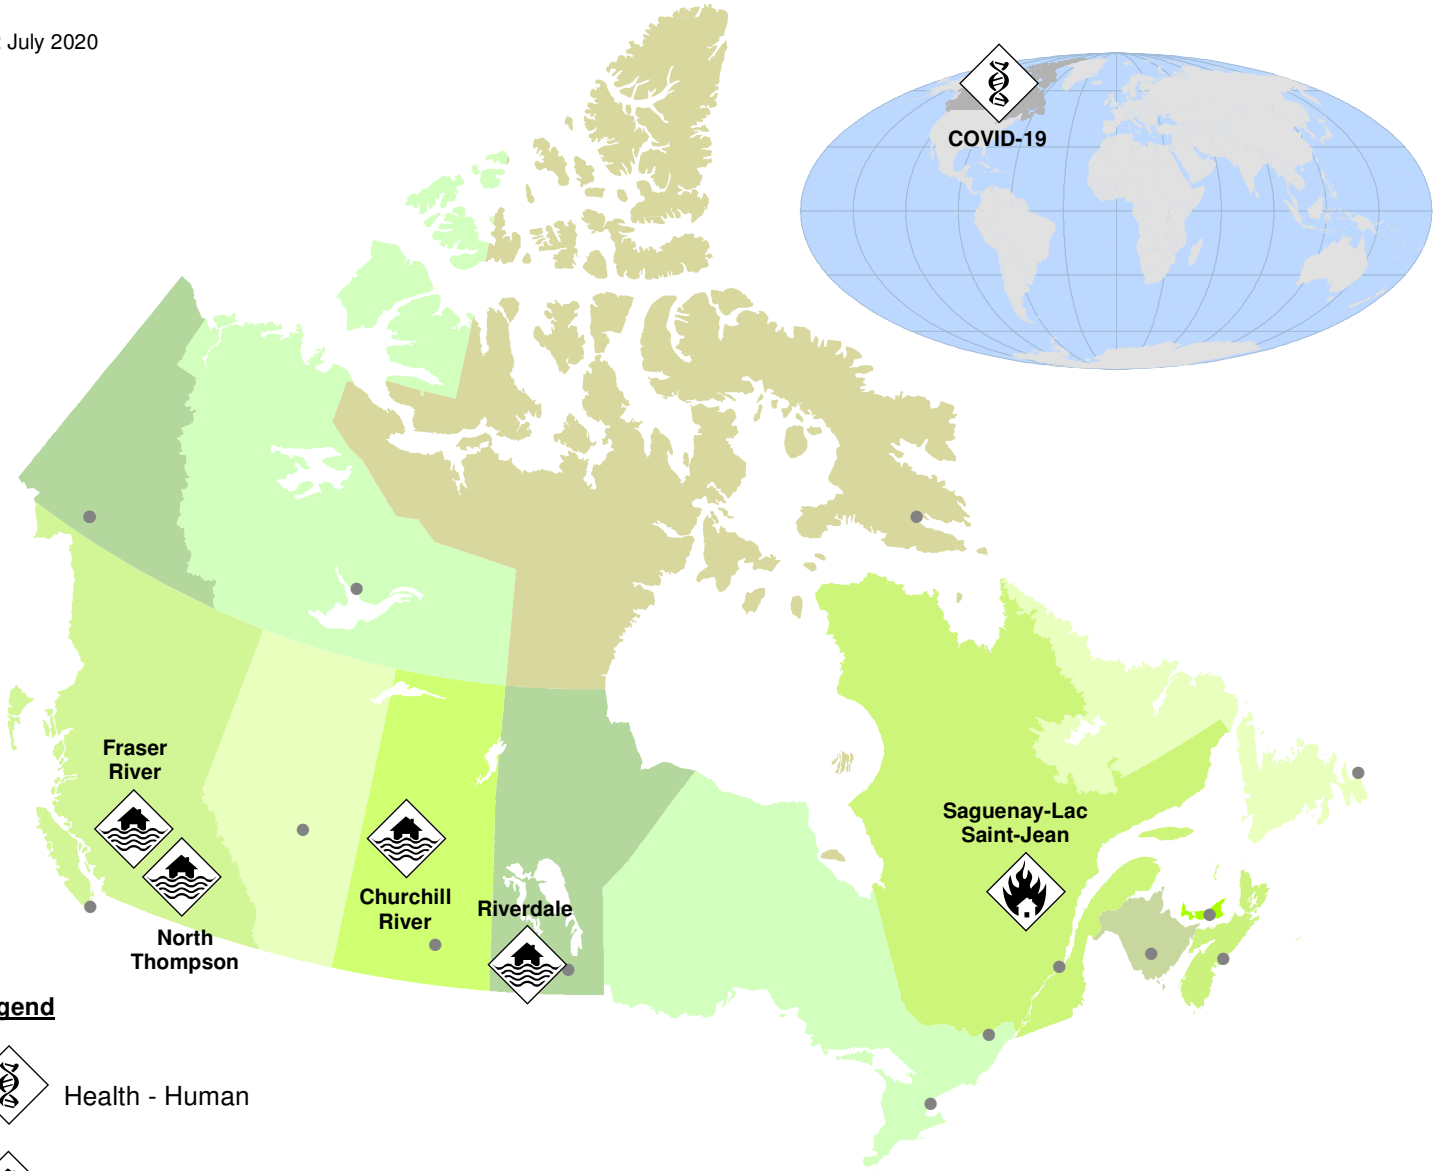 July 2020
COVID-19
Fraser
River
North
Thompson
Churchill
River
Riverdale
Saguenay-Lac
Saint-Jean
gend
Health - Human